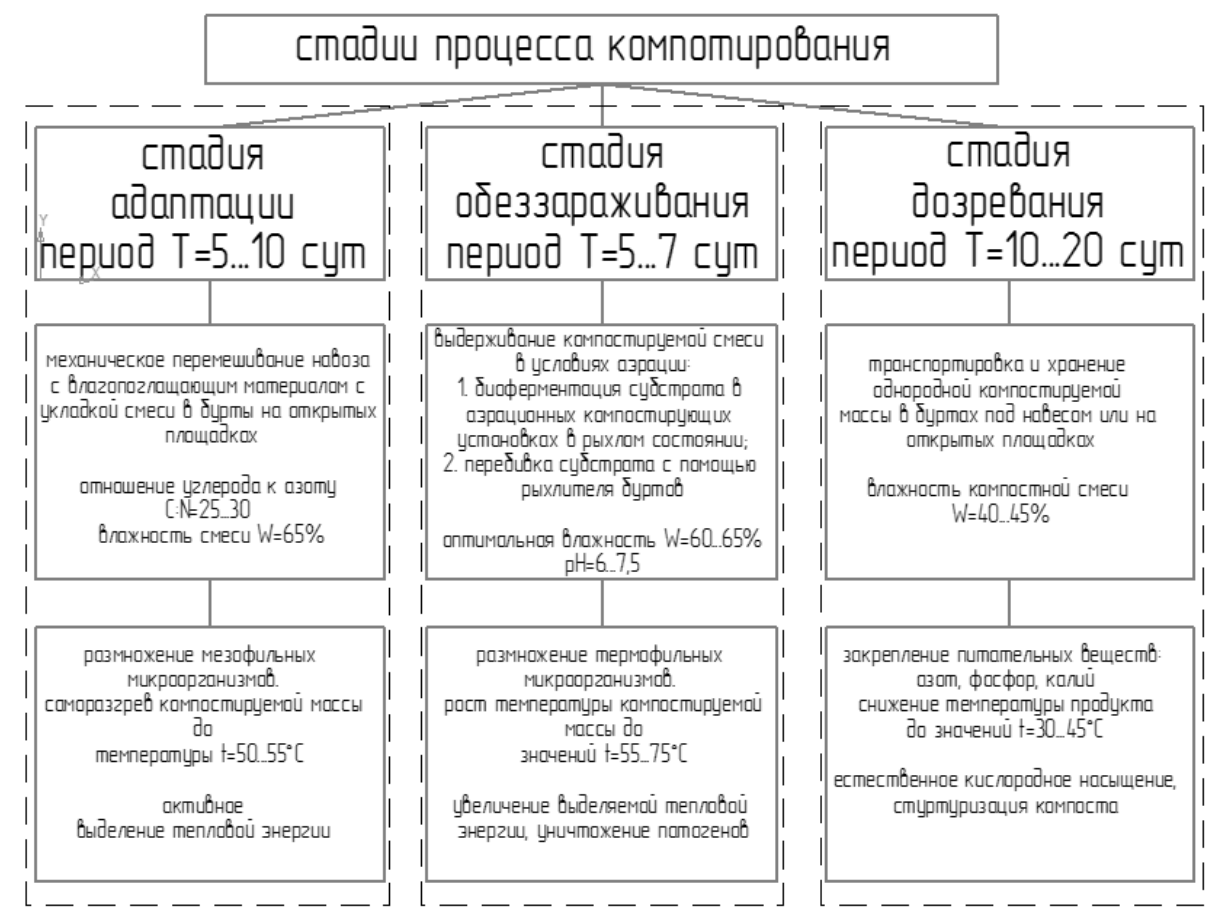 стадии процесса компотирования
стадия
адаптации
период T=5...10 сут
Y
X
механическое перемешивание навоза
с влагопоглащающим материалом с
укладкой смеси в бурты на открытых
площадках
отношение углерода к азоту
C:N=25...30
влажность смеси W=65%
размножение мезофильных
микроорганизмов.
саморазгрев компостируемой массы
до
температуры t=50...55°C
активное
выделение тепловой энергии
стадия
обеззараживания
период T=5...7 сут
выдерживание компостируемой смеси
в условиях аэрации:
1. биоферментация субстрата в
аэрационных компостирующих
установках в рыхлом состоянии;
2. перебивка субстрата с помощью
рыхлителя буртов
оптимальная влажность W=60...65%
pH=6...7,5
размножение термофильных
микроорганизмов.
рост температуры компостируемой
массы до
значений t=55...75°C
увеличение выделяемой тепловой
энергии, уничтожение патогенов
стадия
дозревания
период T=10...20 сут
транспортировка и хранение
однородной компостируемой
массы в буртах под навесом или на
открытых площадках
влажность компостной смеси
W=40...45%
закрепление питательных веществ:
азот, фосфор, калий
снижение температуры продукта
до значений t=30...45°C
естественное кислородное насыщение,
стуртуризация компоста